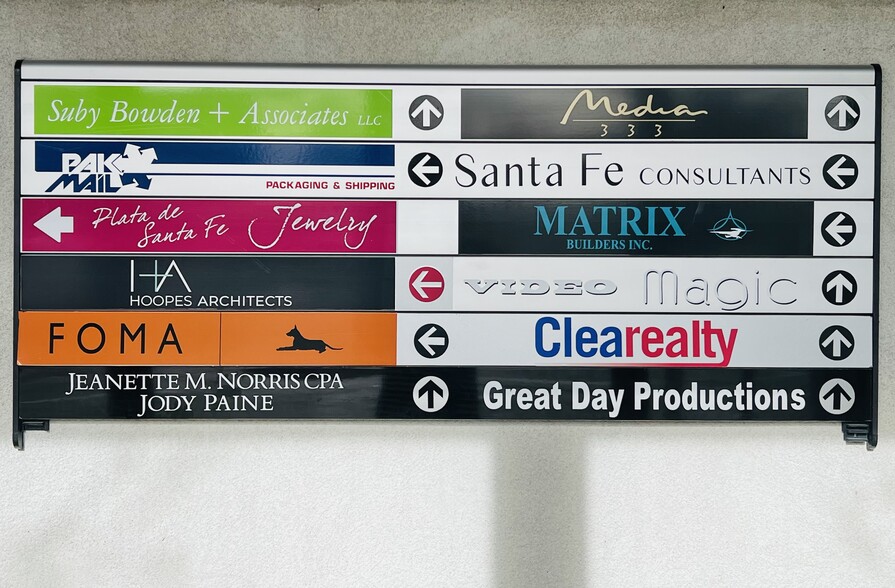 Suby Bowden + Associates LLC
Media
333
PAK
MAIL
PACKAGING & SHIPPING
Santa Fe CONSULTANTS
Plata de
Santa Fe Jewelry
MATRIX
BUILDERS INC.
HA
HOOPES ARCHITECTS
VIDEO Magic
FOMA
Clearealty
JEANETTE M. NORRIS CPA
JODY PAINE
Great Day Productions